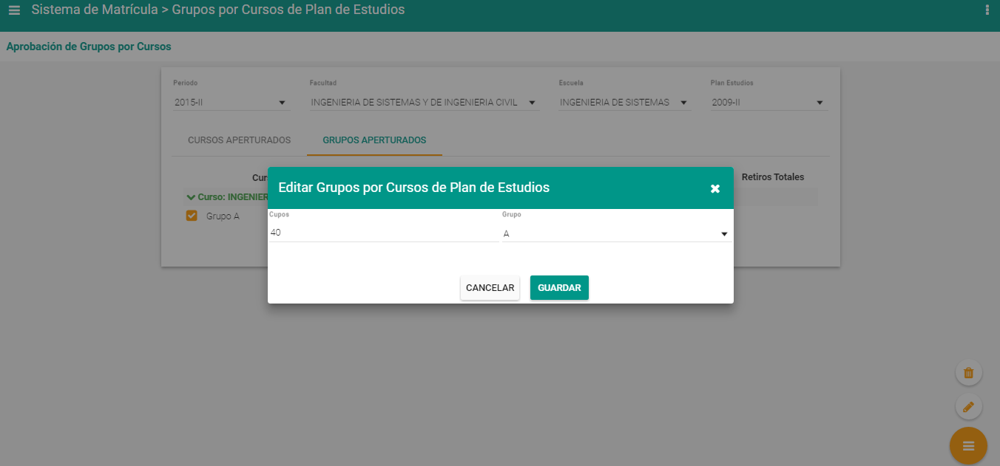 Sistema de Matrícula > Grupos por Cursos de Plan de Estudios
Aprobación de Grupos por Cursos
Periodo Facultad Escuela Plan Estudios
2015-II INGENIERIA DE SISTEMAS Y DE INGENIERIA CIVIL INGENIERIA DE SISTEMAS 2009-II
CURSOS APERTURADOS GRUPOS APERTURADOS
Retiros Totales
Curso:
Grupo A
Editar Grupos por Cursos de Plan de Estudios
Cupos Grupo
40 A
CANCELAR GUARDAR